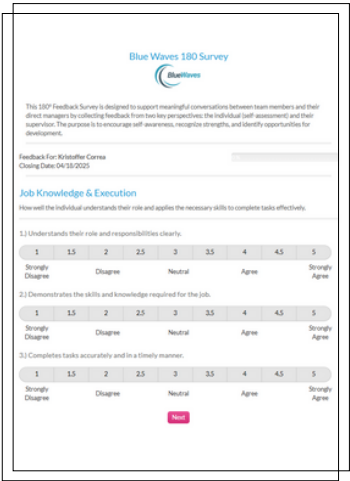 Blue Waves 180 Survey
BlueWaves
This 180° Feedback Survey is designed to support meaningful conversations between team members and their
direct managers by collecting feedback from two key perspectives: the individual (self-assessment) and their
supervisor. The purpose is to encourage self-awareness, recognize strengths, and identify opportunities for
development.
Feedback For: Kristoffer Correa
Closing Date: 04/18/2025
Job Knowledge & Execution
How well the individual understands their role and applies the necessary skills to complete tasks effectively.
1.) Understands their role and responsibilities clearly.
1 1.5 2 2.5 3 3.5 4 4.5 5
Strongly Disagree Disagree Neutral Agree Strongly Agree
2.) Demonstrates the skills and knowledge required for the job.
1 1.5 2 2.5 3 3.5 4 4.5 5
Strongly Disagree Disagree Neutral Agree Strongly Agree
3.) Completes tasks accurately and in a timely manner.
1 1.5 2 2.5 3 3.5 4 4.5 5
Strongly Disagree Disagree Neutral Agree Strongly Agree
Next